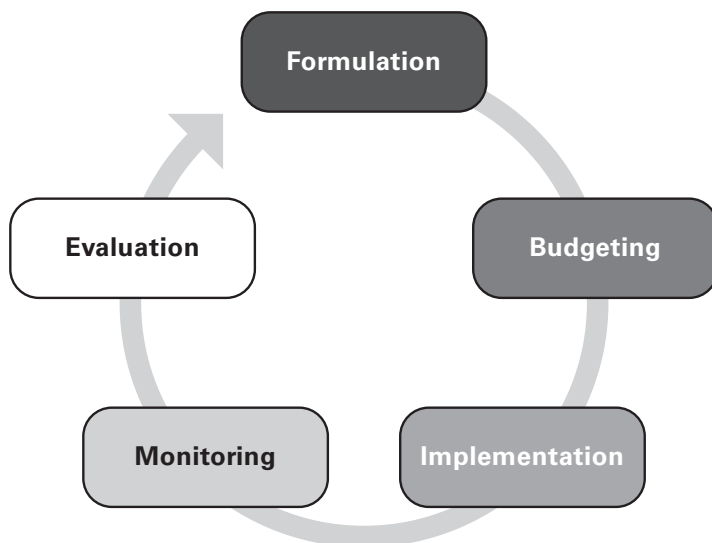 Formulation
Budgeting
Implementation
Monitoring
Evaluation